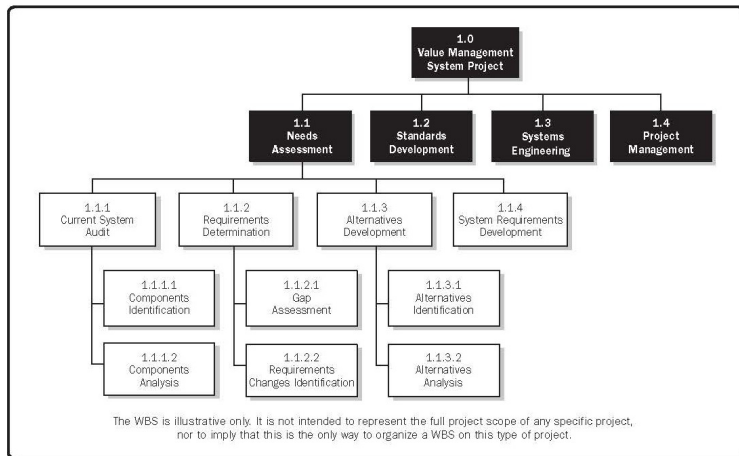 1.0
Value Management
System Project
1.1
Needs
Assessment
1.2
Standards
Development
1.3
Systems
Engineering
1.4
Project
Management
1.1.1
Current System
Audit
1.1.2
Requirements
Determination
1.1.3
Alternatives
Development
1.1.4
System Requirements
Development
1.1.1.1
Components
Identification
1.1.2.1
Gap
Assessment
1.1.3.1
Alternatives
Identification
1.1.1.2
Components
Analysis
1.1.2.2
Requirements
Changes Identification
1.1.3.2
Alternatives
Analysis
The WBS is illustrative only. It is not intended to represent the full project scope of any specific project,
nor to imply that this is the only way to organize a WBS on this type of project.